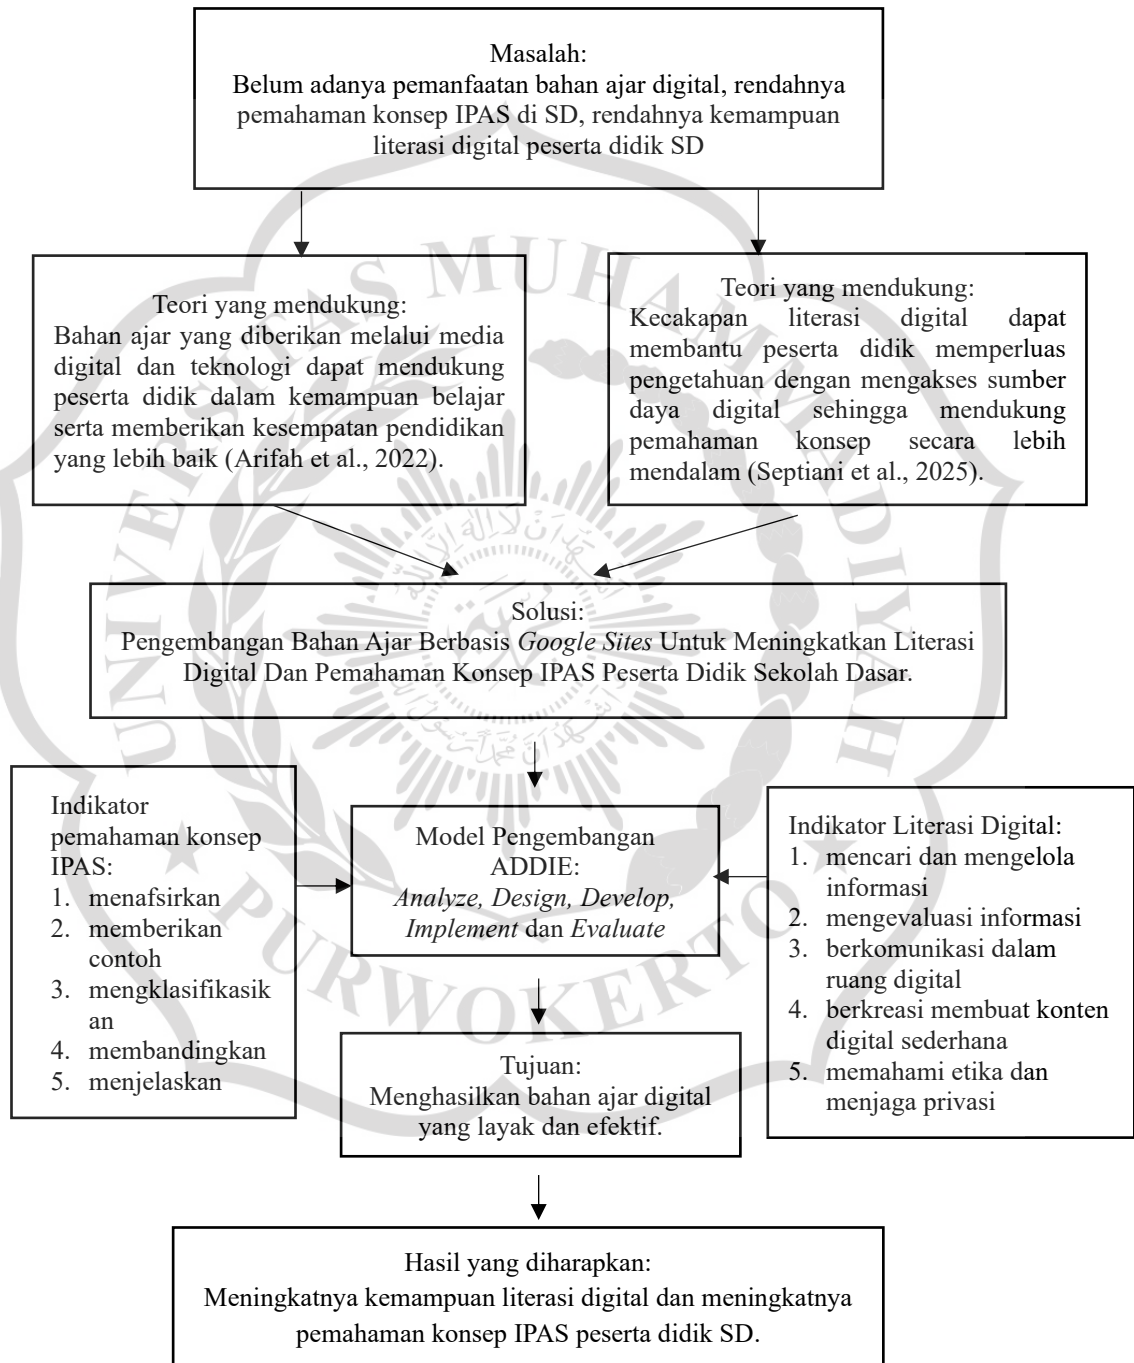 Masalah:
Belum adanya pemanfaatan bahan ajar digital, rendahnya
pemahaman konsep IPAS di SD, rendahnya kemampuan
literasi digital peserta didik SD
Teori yang mendukung:
Bahan ajar yang diberikan melalui media
digital dan teknologi dapat mendukung
peserta didik dalam kemampuan belajar
serta memberikan kesempatan pendidikan
yang lebih baik (Arifah et al., 2022).
Teori yang mendukung:
Kecakapan literasi digital dapat
membantu peserta didik memperluas
pengetahuan dengan mengakses sumber
daya digital sehingga mendukung
pemahaman konsep secara lebih
mendalam (Septiani et al., 2025).
Solusi:
Pengembangan Bahan Ajar Berbasis Google Sites Untuk Meningkatkan Literasi
Digital Dan Pemahaman Konsep IPAS Peserta Didik Sekolah Dasar.
Indikator
pemahaman konsep
IPAS:
1. menafsirkan
2. memberikan
contoh
3. mengklasifikasik
an
4. membandingkan
5. menjelaskan
Model Pengembangan
ADDIE:
Analyze, Design, Develop,
Implement dan Evaluate
Indikator Literasi Digital:
1. mencari dan mengelola
informasi
2. mengevaluasi informasi
3. berkomunikasi dalam
ruang digital
4. berkreasi membuat konten
digital sederhana
5. memahami etika dan
menjaga privasi
Tujuan:
Menghasilkan bahan ajar digital
yang layak dan efektif.
Hasil yang diharapkan:
Meningkatnya kemampuan literasi digital dan meningkatnya
pemahaman konsep IPAS peserta didik SD.
UNIVERSITAS MUHAMMADIYAH
PURWOKERTO